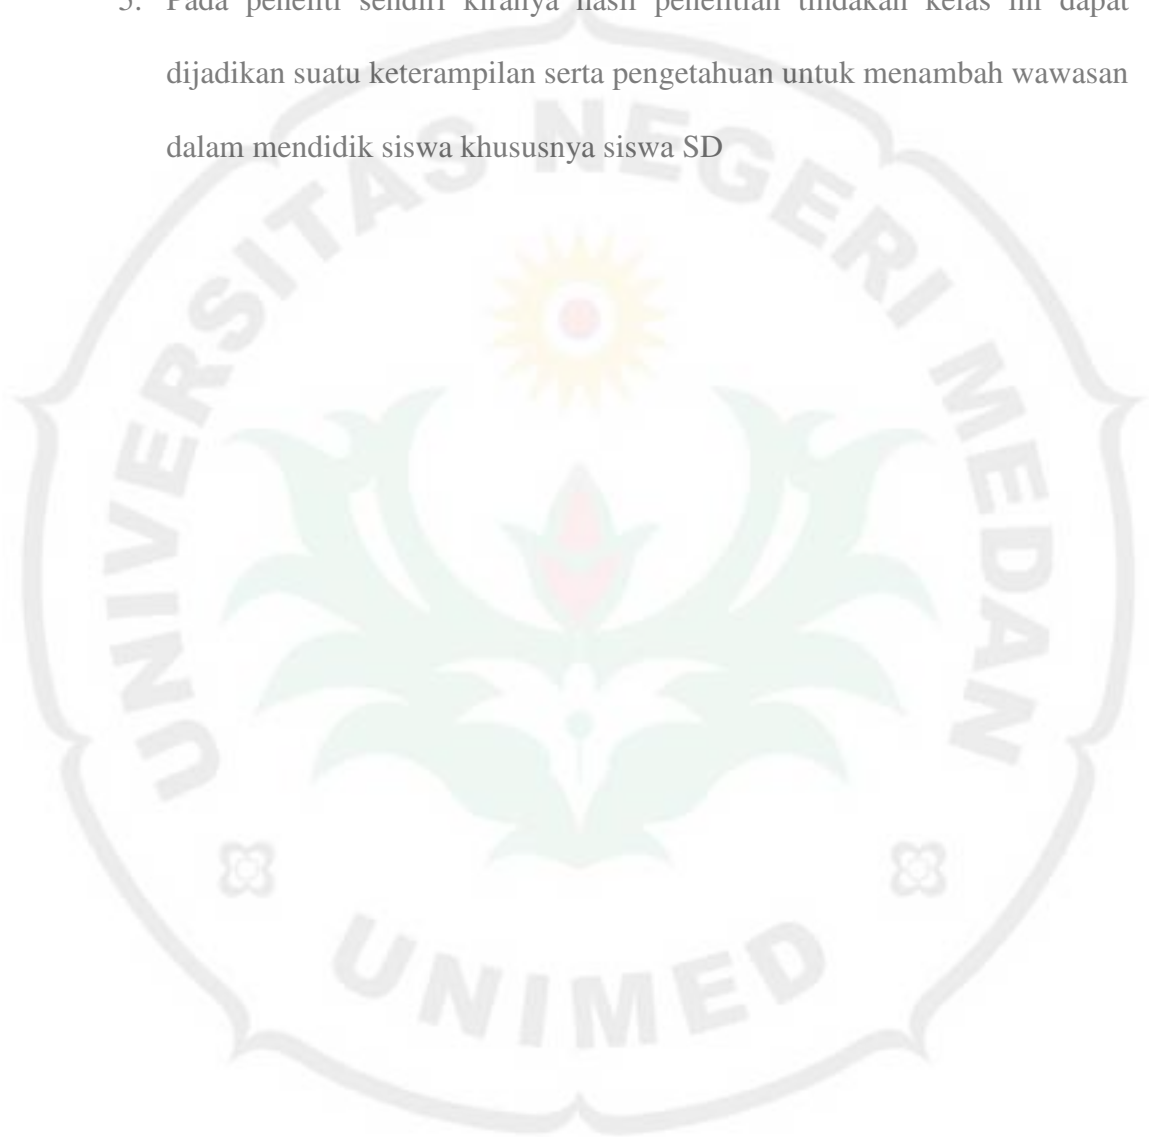 5. Pada peneliti sendiri kiranya hasil penelitian tindakan kelas ini dapat
dijadikan suatu keterampilan serta pengetahuan untuk menambah wawasan
dalam mendidik siswa khususnya siswa SD
UNIVERSITAS NEGERI MEDAN
UNIMED